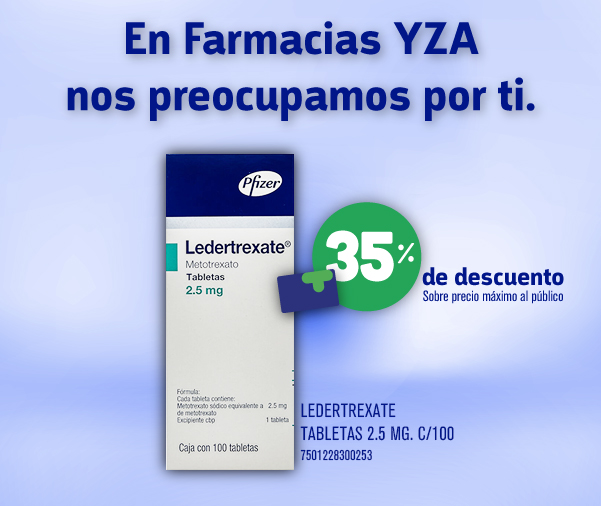 En Farmacias YZA
nos preocupamos por ti.
Pfizer
Ledertrexate®
Metotrexato
Tabletas
2.5 mg
Fórmula:
Cada tableta contiene:
Metotrexato sódico equivalente a 2.5 mg
de metotrexato
Excipiente cbp 1 tableta
Caja con 100 tabletas
35%
de descuento
Sobre precio máximo al público
LEDERTREXATE
TABLETAS 2.5 MG. C/100
7501228300253